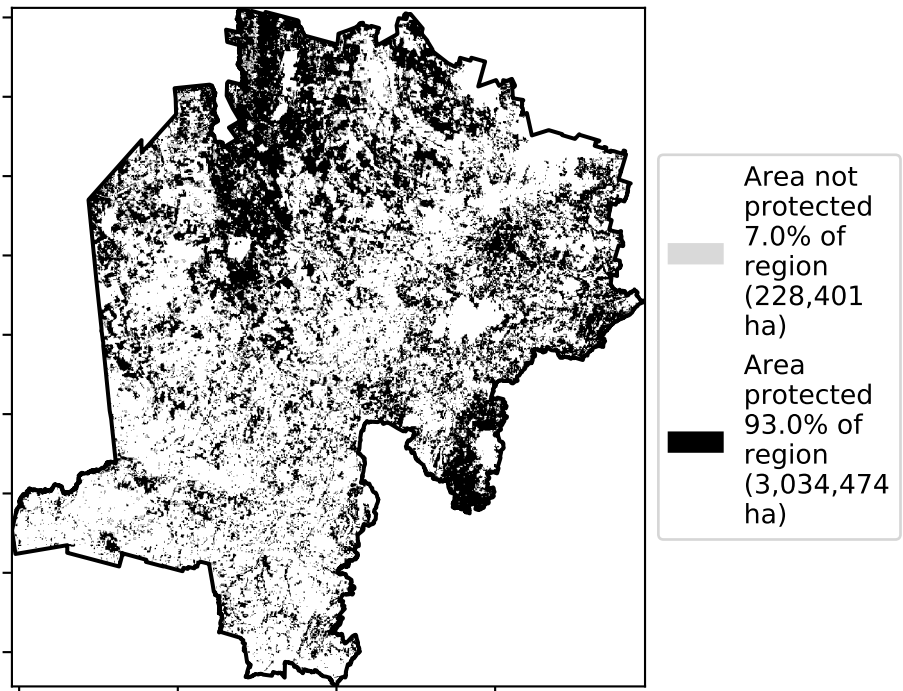 Area not
protected
7.0% of
region
(228,401
ha)
Area
protected
93.0% of
region
(3,034,474
ha)